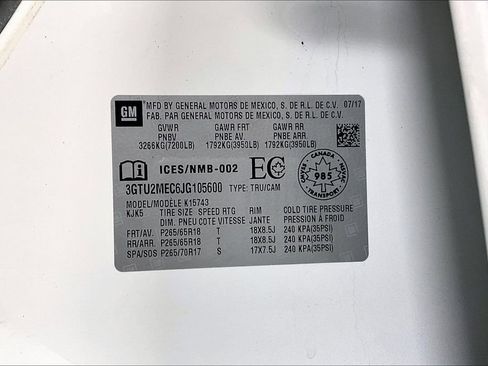 GM
MFD BY GENERAL MOTORS DE MEXICO, S. DE R.L. DE C.V. 07/17
FAB. PAR GENERAL MOTORS DE MEXICO, S. DE R.L. DE C.V.
GVWR GAWR FRT GAWR RR
PNBV PNBE AV. PNBE ARR.
3266KG(7200LB) 1792KG(3950LB) 1792KG(3950LB)
ICES/NMB-002 EC
CANADA
985
3GTU2MEC6JG105600 TYPE: TRU/CAM
MODEL/MODÈLE K15743
KJK5 TIRE SIZE SPEED RTG RIM COLD TIRE PRESSURE
DIM. PNEU COTE VITESSE JANTE PRESSION À FROID
FRT/AV. P265/65R18 T 18X8.5J 240 KPA(35PSI)
RR/ARR. P265/65R18 T 18X8.5J 240 KPA(35PSI)
SPA/SOS P265/70R17 S 17X7.5J 240 KPA(35PSI)